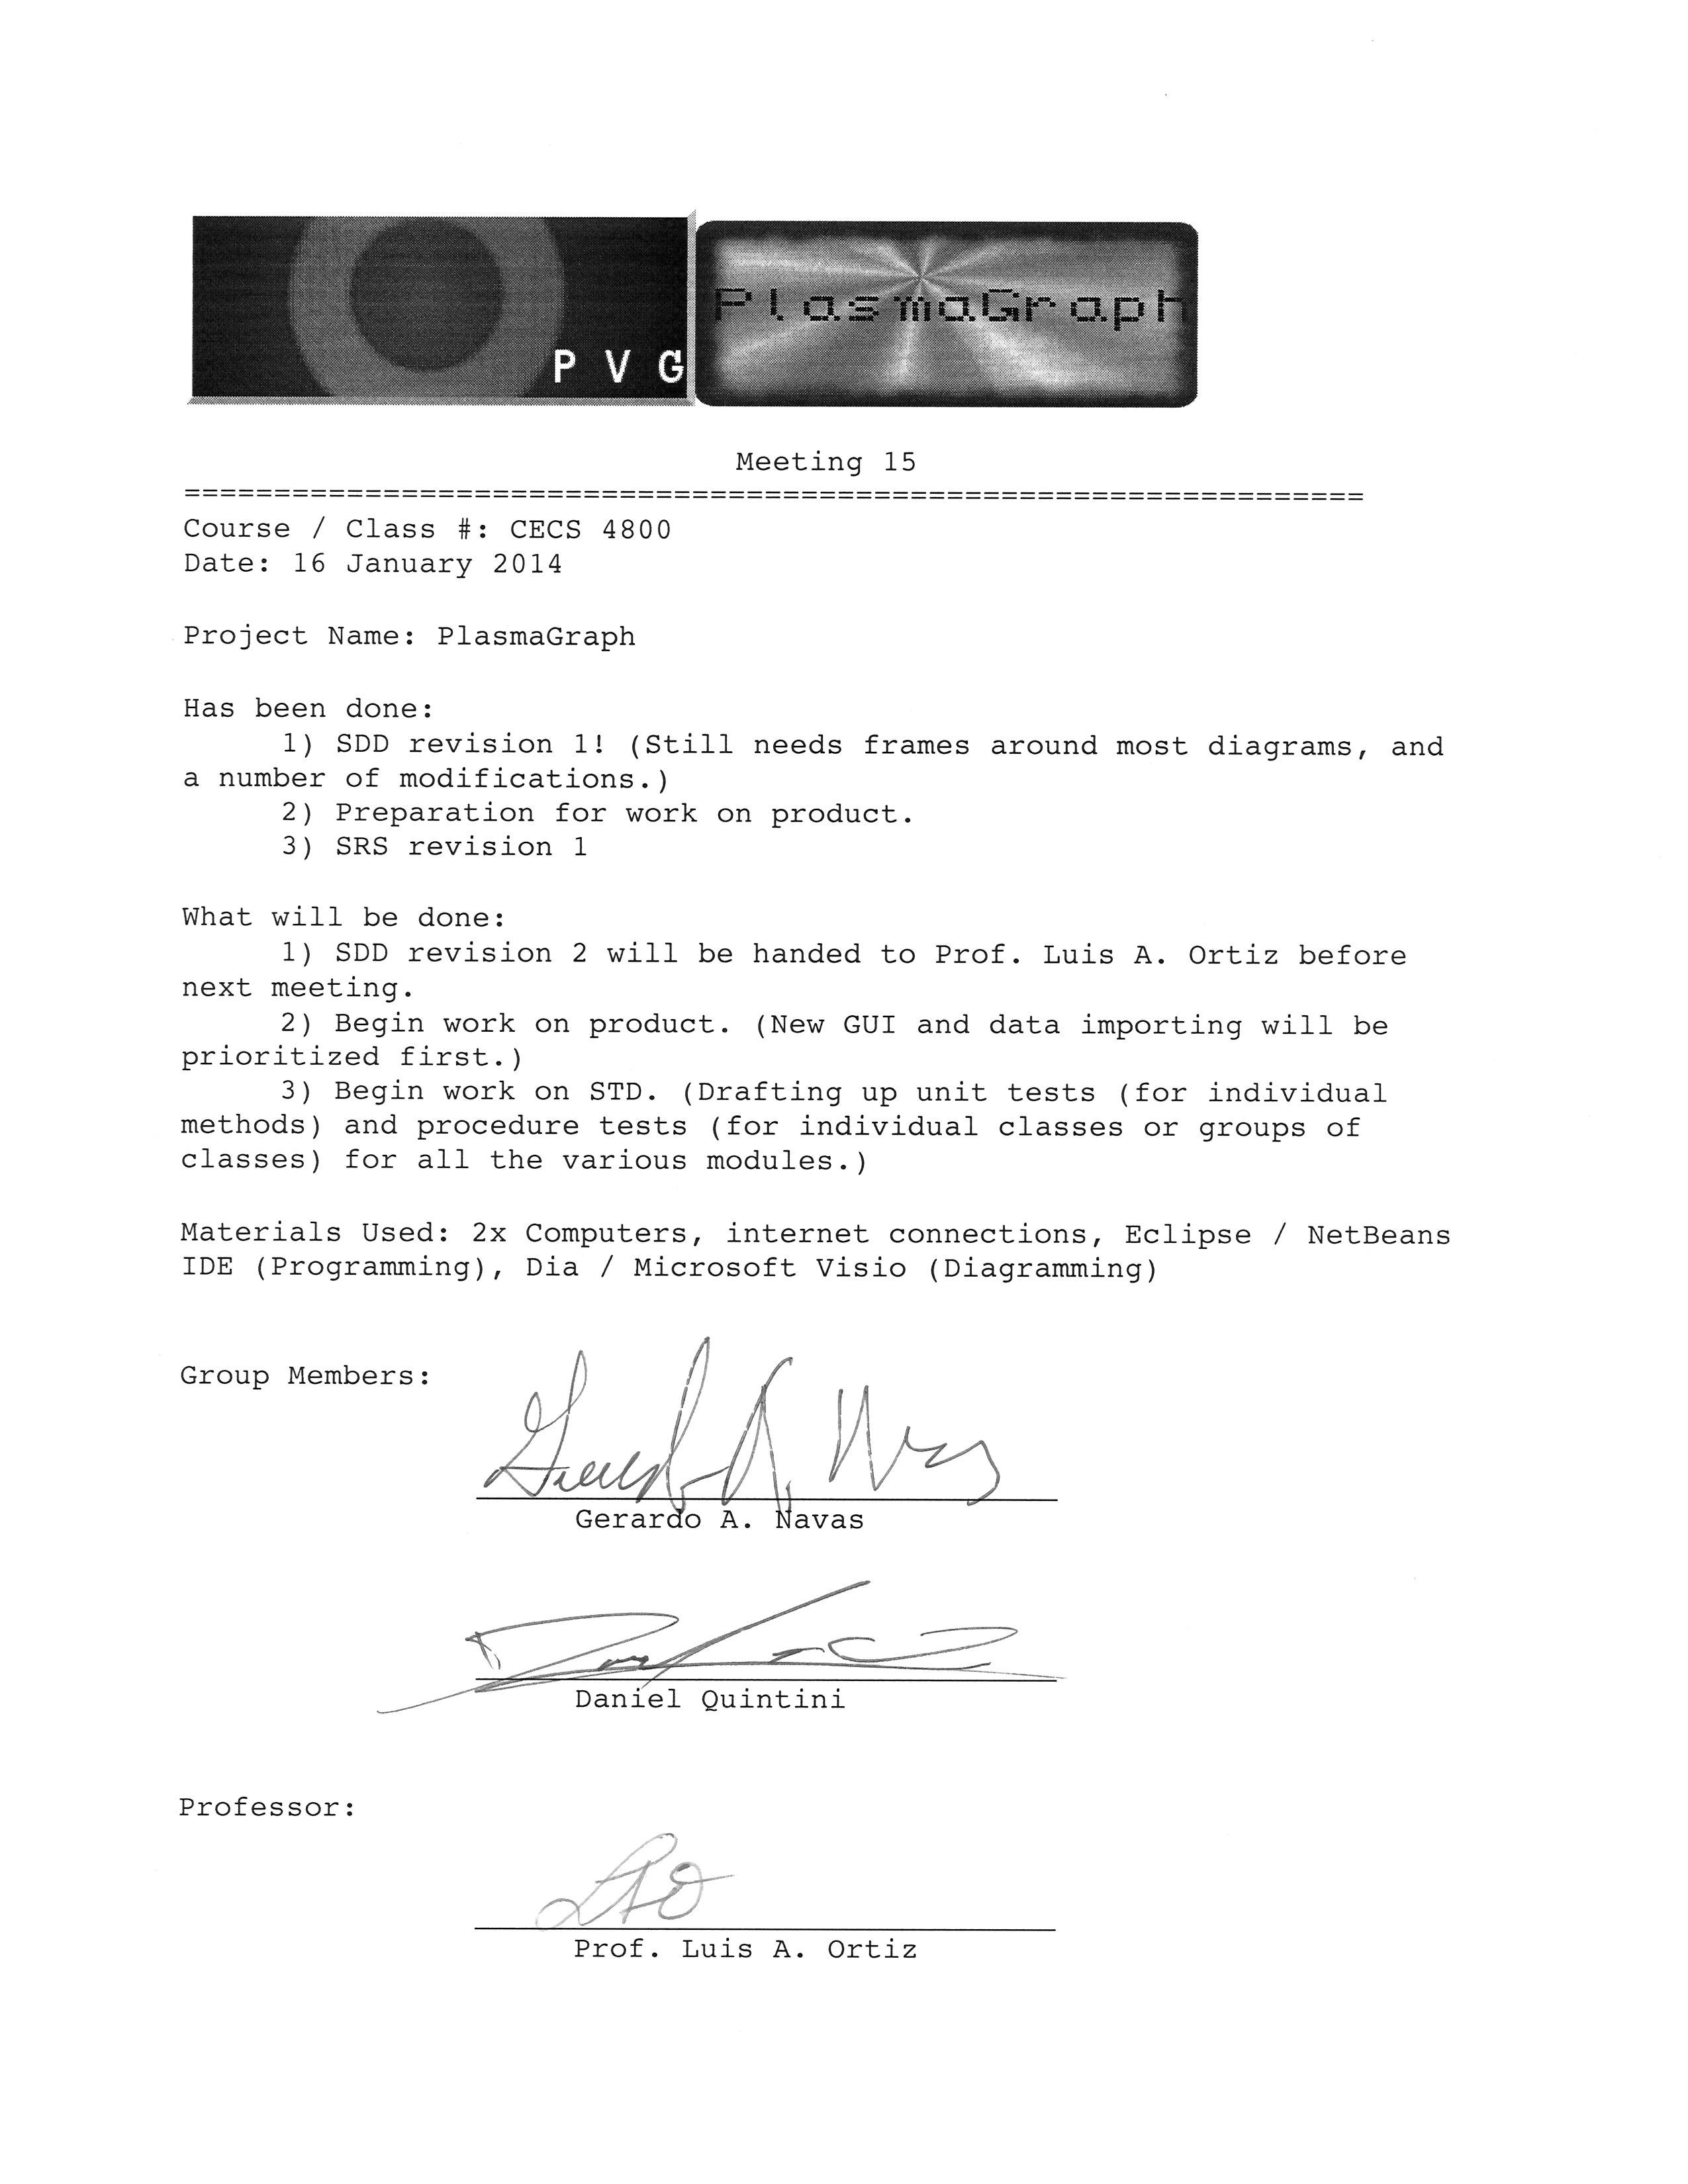 P V G
PlasmaGraph
Meeting 15
=================================================================
Course / Class #: CECS 4800
Date: 16 January 2014
Project Name: PlasmaGraph
Has been done:
1) SDD revision 1! (Still needs frames around most diagrams, and
a number of modifications.)
2) Preparation for work on product.
3) SRS revision 1
What will be done:
1) SDD revision 2 will be handed to Prof. Luis A. Ortiz before
next meeting.
2) Begin work on product. (New GUI and data importing will be
prioritized first.)
3) Begin work on STD. (Drafting up unit tests (for individual
methods) and procedure tests (for individual classes or groups of
classes) for all the various modules.)
Materials Used: 2x Computers, internet connections, Eclipse / NetBeans
IDE (Programming), Dia / Microsoft Visio (Diagramming)
Group Members:
Gerardo A. Navas
Daniel Quintini
Professor:
Prof. Luis A. Ortiz